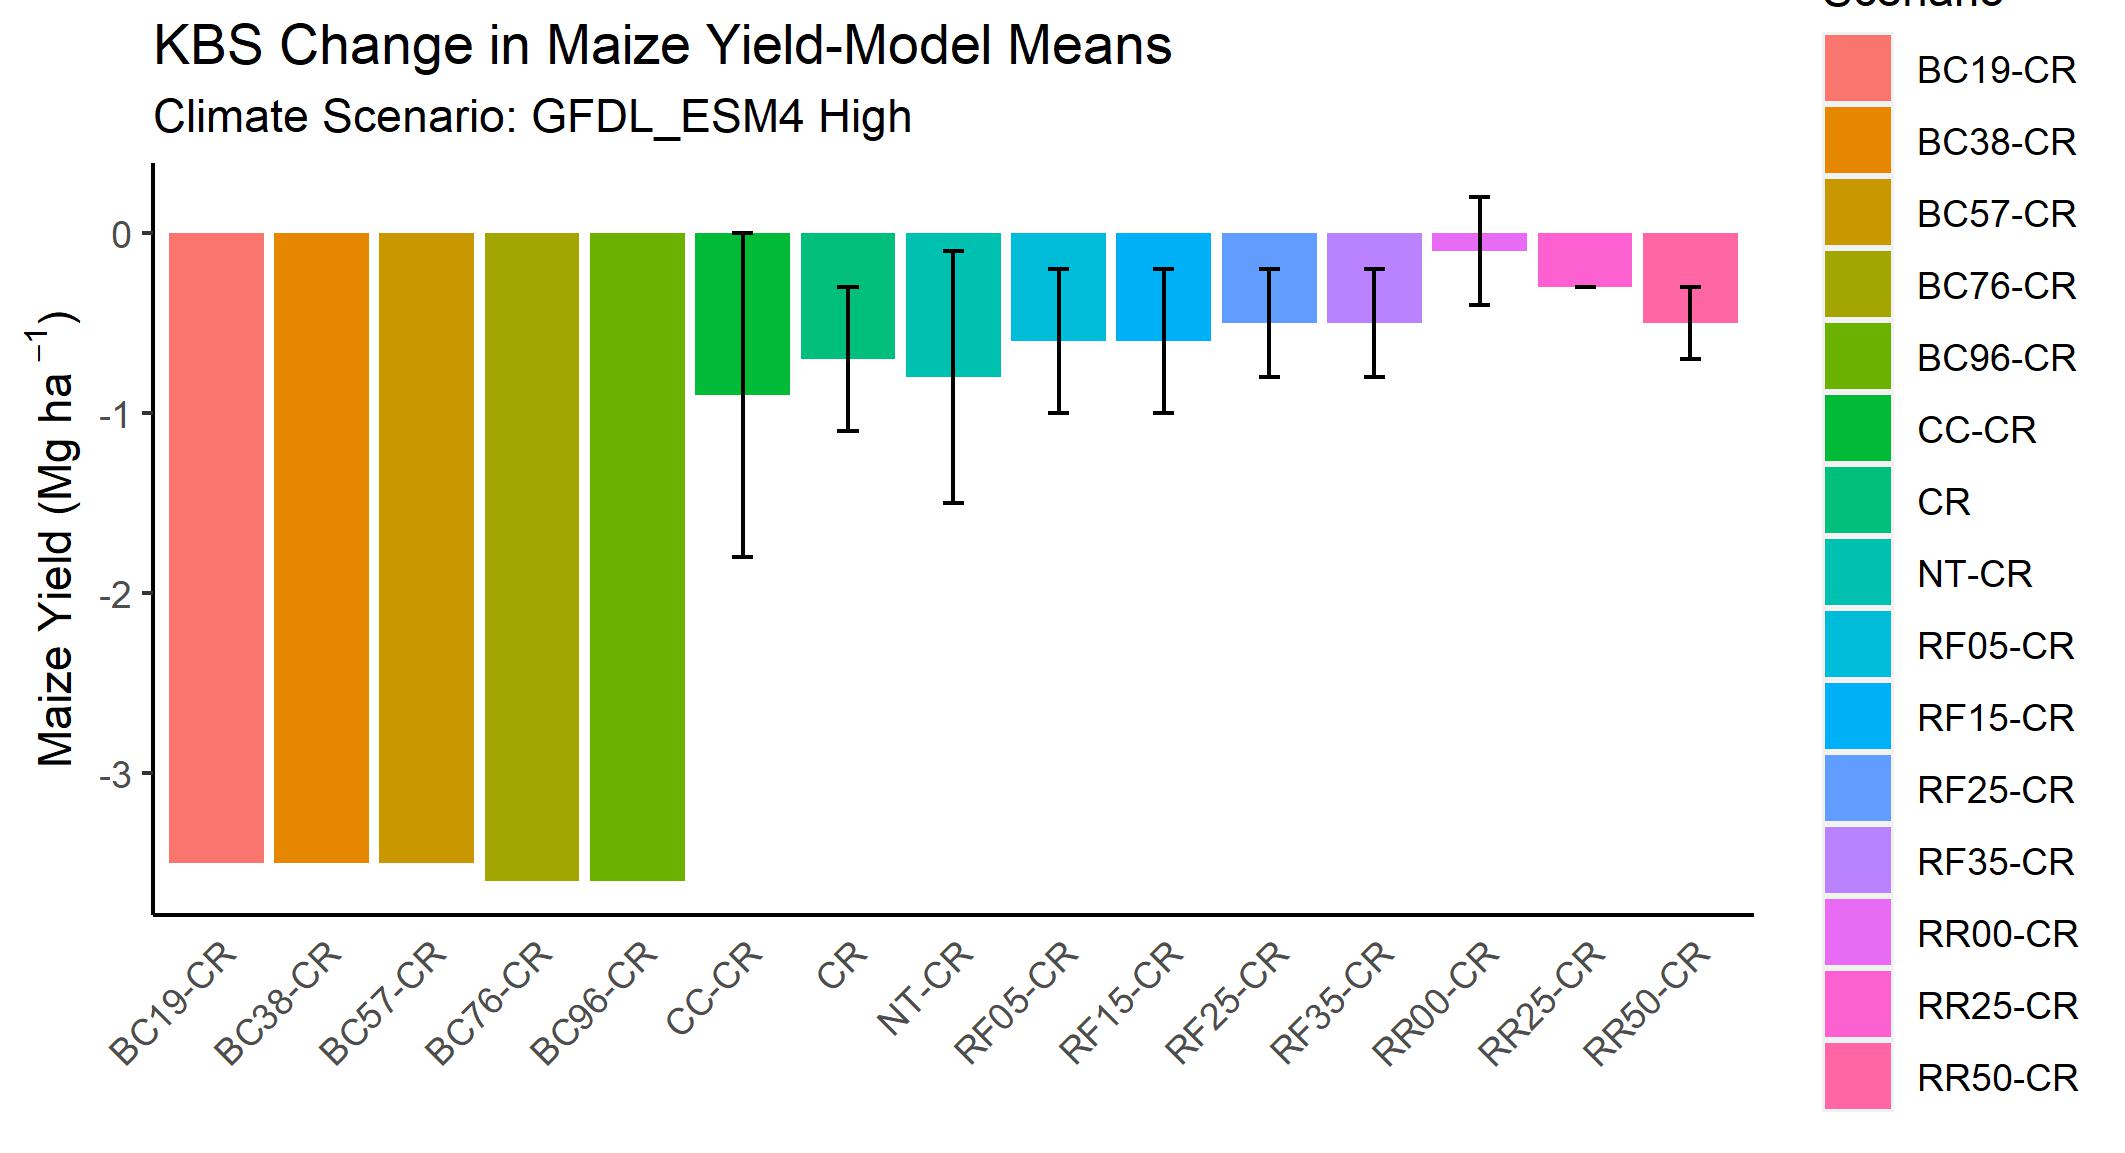 KBS Change in Maize Yield-Model Means
Climate Scenario: GFDL_ESM4 High
Maize Yield (Mg ha −1)
0
-1
-2
-3
BC19-CR
BC38-CR
BC57-CR
BC76-CR
BC96-CR
CC-CR
CR
NT-CR
RF05-CR
RF15-CR
RF25-CR
RF35-CR
RR00-CR
RR25-CR
RR50-CR
Scenario
BC19-CR
BC38-CR
BC57-CR
BC76-CR
BC96-CR
CC-CR
CR
NT-CR
RF05-CR
RF15-CR
RF25-CR
RF35-CR
RR00-CR
RR25-CR
RR50-CR